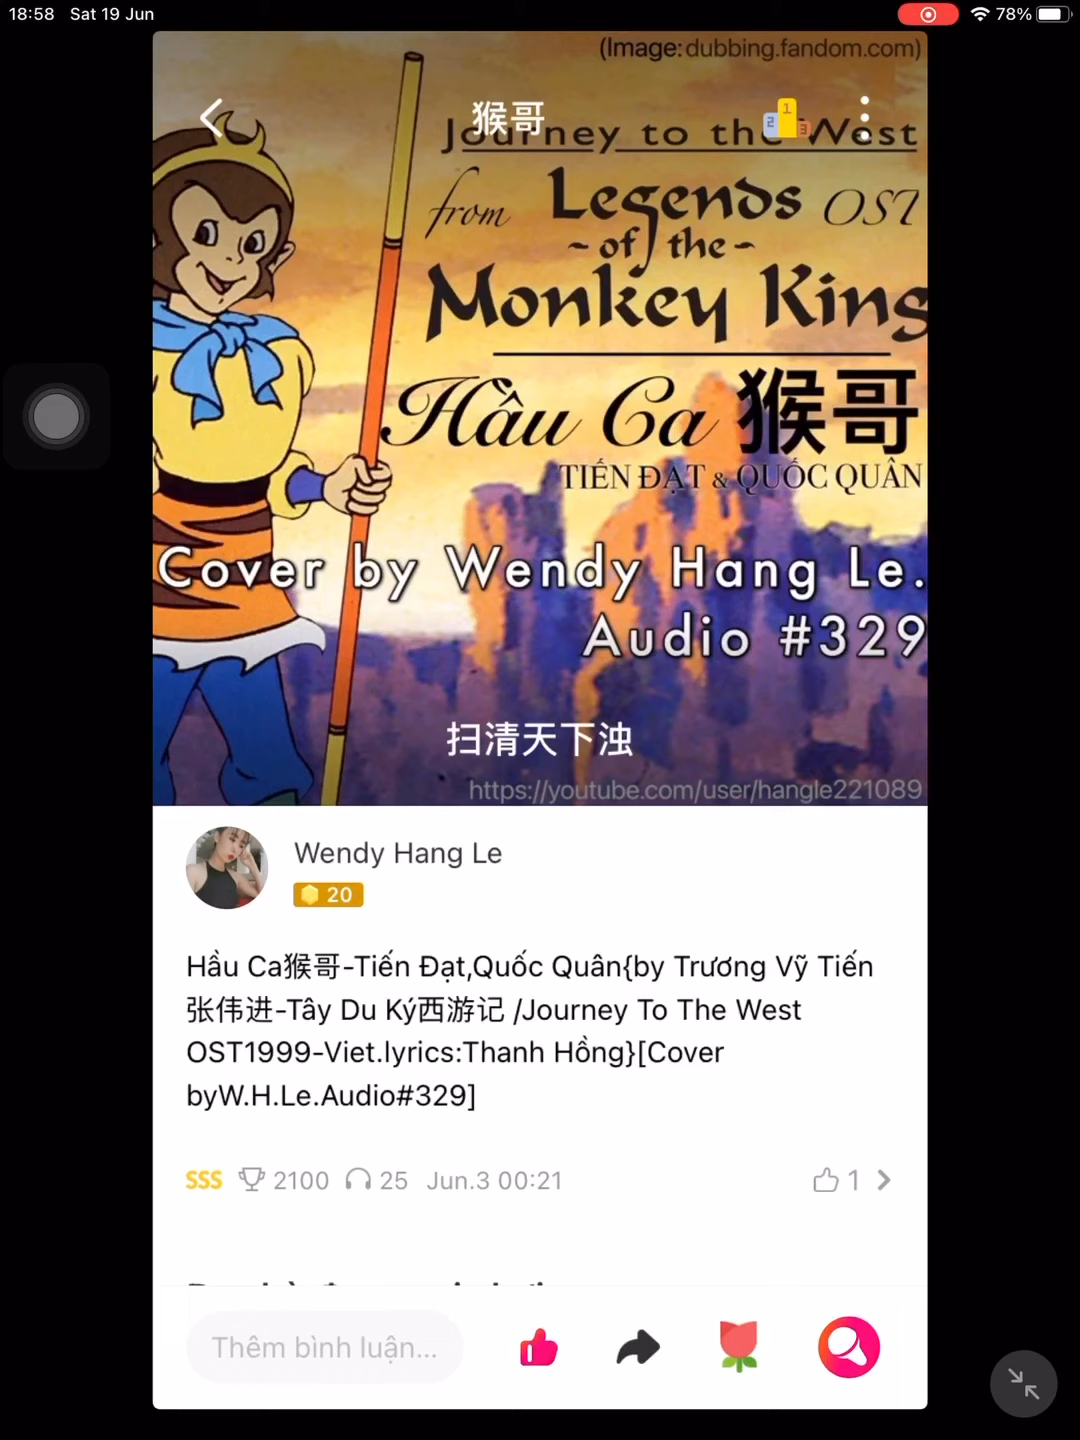 18:58 Sat 19 Jun 78%
(Image: dubbing.fandom.com)
猴哥
1
2
3
Journey to the West
from Legends OST
~ of the ~
Monkey King
Hầu Ca 猴哥
TIẾN ĐẠT & QUỐC QUÂN
Cover by Wendy Hang Le.
Audio #329
扫清天下浊
https://youtube.com/user/hangle221089
Wendy Hang Le
20
Hầu Ca猴哥-Tiến Đạt,Quốc Quân{by Trương Vỹ Tiến
张伟进-Tây Du Ký西游记 /Journey To The West
OST1999-Viet.lyrics:Thanh Hồng}[Cover
byW.H.Le.Audio#329]
SSS 2100 25 Jun.3 00:21 1
Thêm bình luận...